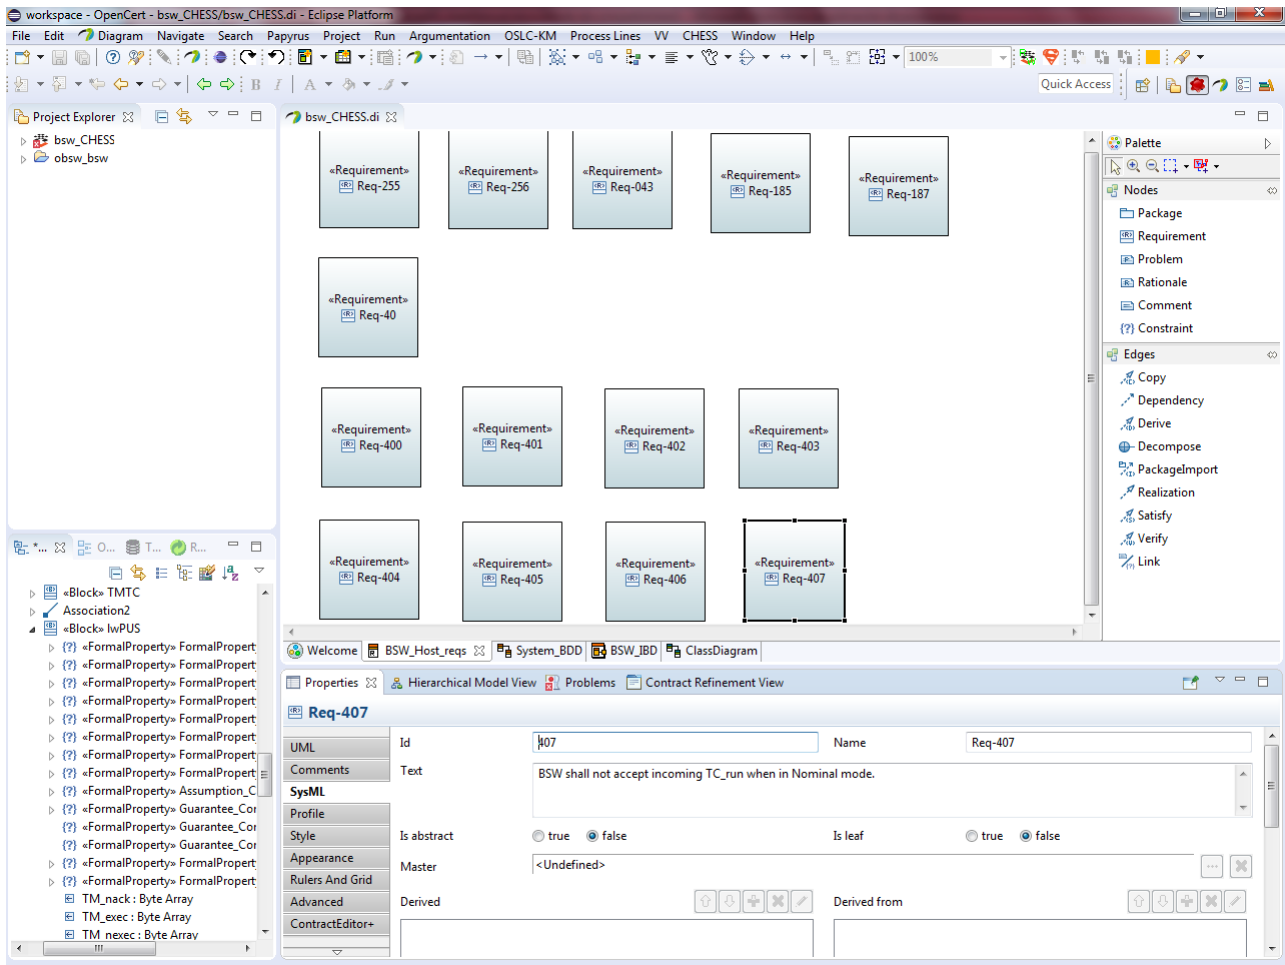 workspace - OpenCert - bsw_CHESS/bsw_CHESS.di - Eclipse Platform
File Edit Diagram Navigate Search Papyrus Project Run Argumentation OSLC-KM Process Lines VV CHESS Window Help
100%
B I A
Quick Access
Project Explorer
bsw_CHESS
obsw_bsw
bsw_CHESS.di
«Requirement»
Req-255
«Requirement»
Req-256
«Requirement»
Req-043
«Requirement»
Req-185
«Requirement»
Req-187
«Requirement»
Req-40
«Requirement»
Req-400
«Requirement»
Req-401
«Requirement»
Req-402
«Requirement»
Req-403
«Requirement»
Req-404
«Requirement»
Req-405
«Requirement»
Req-406
«Requirement»
Req-407
Palette
Nodes
Package
Requirement
Problem
Rationale
Comment
{?} Constraint
Edges
Copy
Dependency
Derive
Decompose
PackageImport
Realization
Satisfy
Verify
Link
*... O... T... R...
«Block» TMTC
Association2
«Block» lwPUS
{?} «FormalProperty» FormalPropert
{?} «FormalProperty» FormalPropert
{?} «FormalProperty» FormalPropert
{?} «FormalProperty» FormalPropert
{?} «FormalProperty» FormalPropert
{?} «FormalProperty» FormalPropert
{?} «FormalProperty» FormalPropert
{?} «FormalProperty» FormalPropert
{?} «FormalProperty» Assumption_C
{?} «FormalProperty» Guarantee_Cor
{?} «FormalProperty» Guarantee_Cor
{?} «FormalProperty» Guarantee_Cor
{?} «FormalProperty» FormalPropert
{?} «FormalProperty» FormalPropert
TM_nack : Byte Array
TM_exec : Byte Array
TM_nexec : Byte Array
Welcome BSW_Host_reqs System_BDD BSW_IBD ClassDiagram
Properties Hierarchical Model View Problems Contract Refinement View
Req-407
UML
Comments
SysML
Profile
Style
Appearance
Rulers And Grid
Advanced
ContractEditor+
Id 407 Name Req-407
Text BSW shall not accept incoming TC_run when in Nominal mode.
Is abstract true false Is leaf true false
Master <Undefined>
Derived Derived from